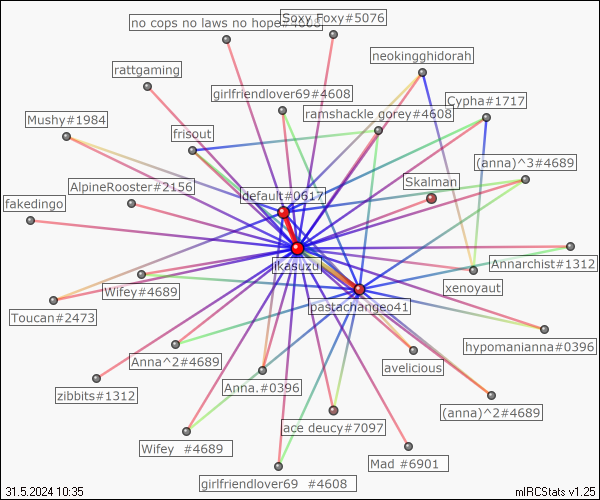 no cops no laws no hope#4608
Soxy Foxy#5076
neokingghidorah
rattgaming
girlfriendlover69#4608
Cypha#1717
ramshackle gorey#4608
Mushy#1984
frisout
(anna)^3#4689
Skalman
AlpineRooster#2156
default#0617
fakedingo
jkasuzu
Annarchist#1312
xenoyaut
Wifey#4689
pastachange041
Toucan#2473
hypomanianna#0396
Anna^2#4689
avelicious
Anna.#0396
zibbits#1312
(anna)^2#4689
ace deucy#7097
Wifey  #4689
Mad #6901
girlfriendlover69  #4608
31.5.2024 10:35
mIRCStats v1.25